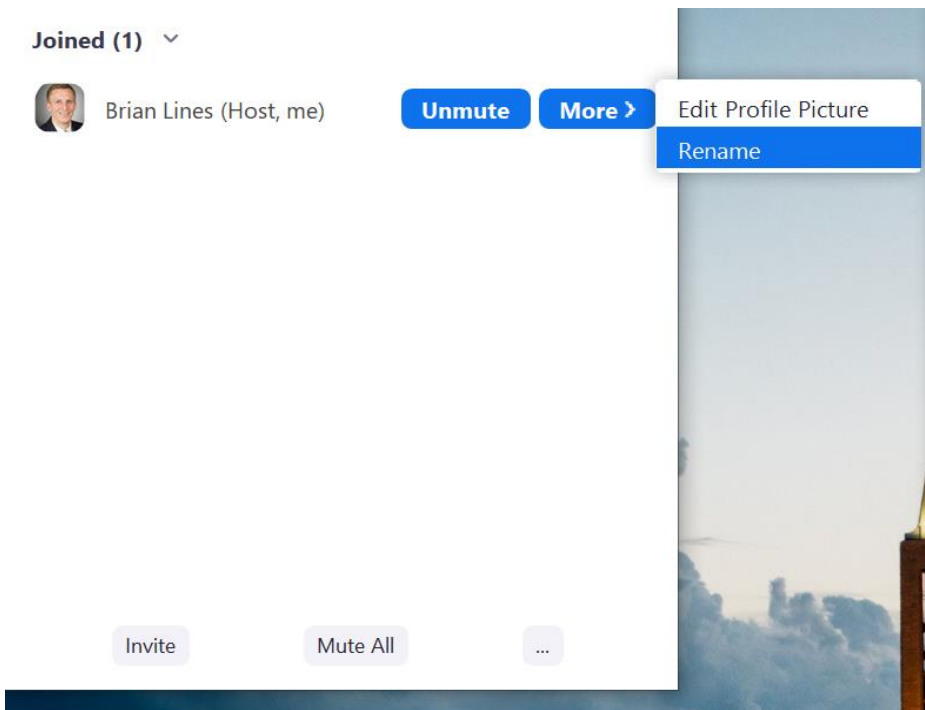 Joined (1)
Brian Lines (Host, me) Unmute More Edit Profile Picture
Rename
Invite Mute All ...